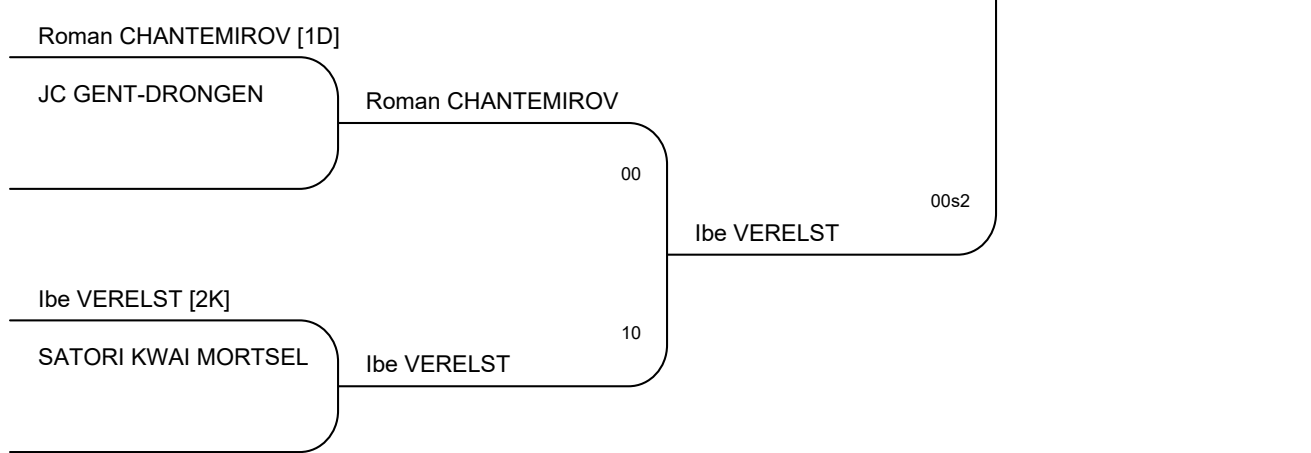 Roman CHANTEMIROV [1D]
JC GENT-DRONGEN
Roman CHANTEMIROV
00
00s2
Ibe VERELST
Ibe VERELST [2K]
SATORI KWAI MORTSEL
10
Ibe VERELST